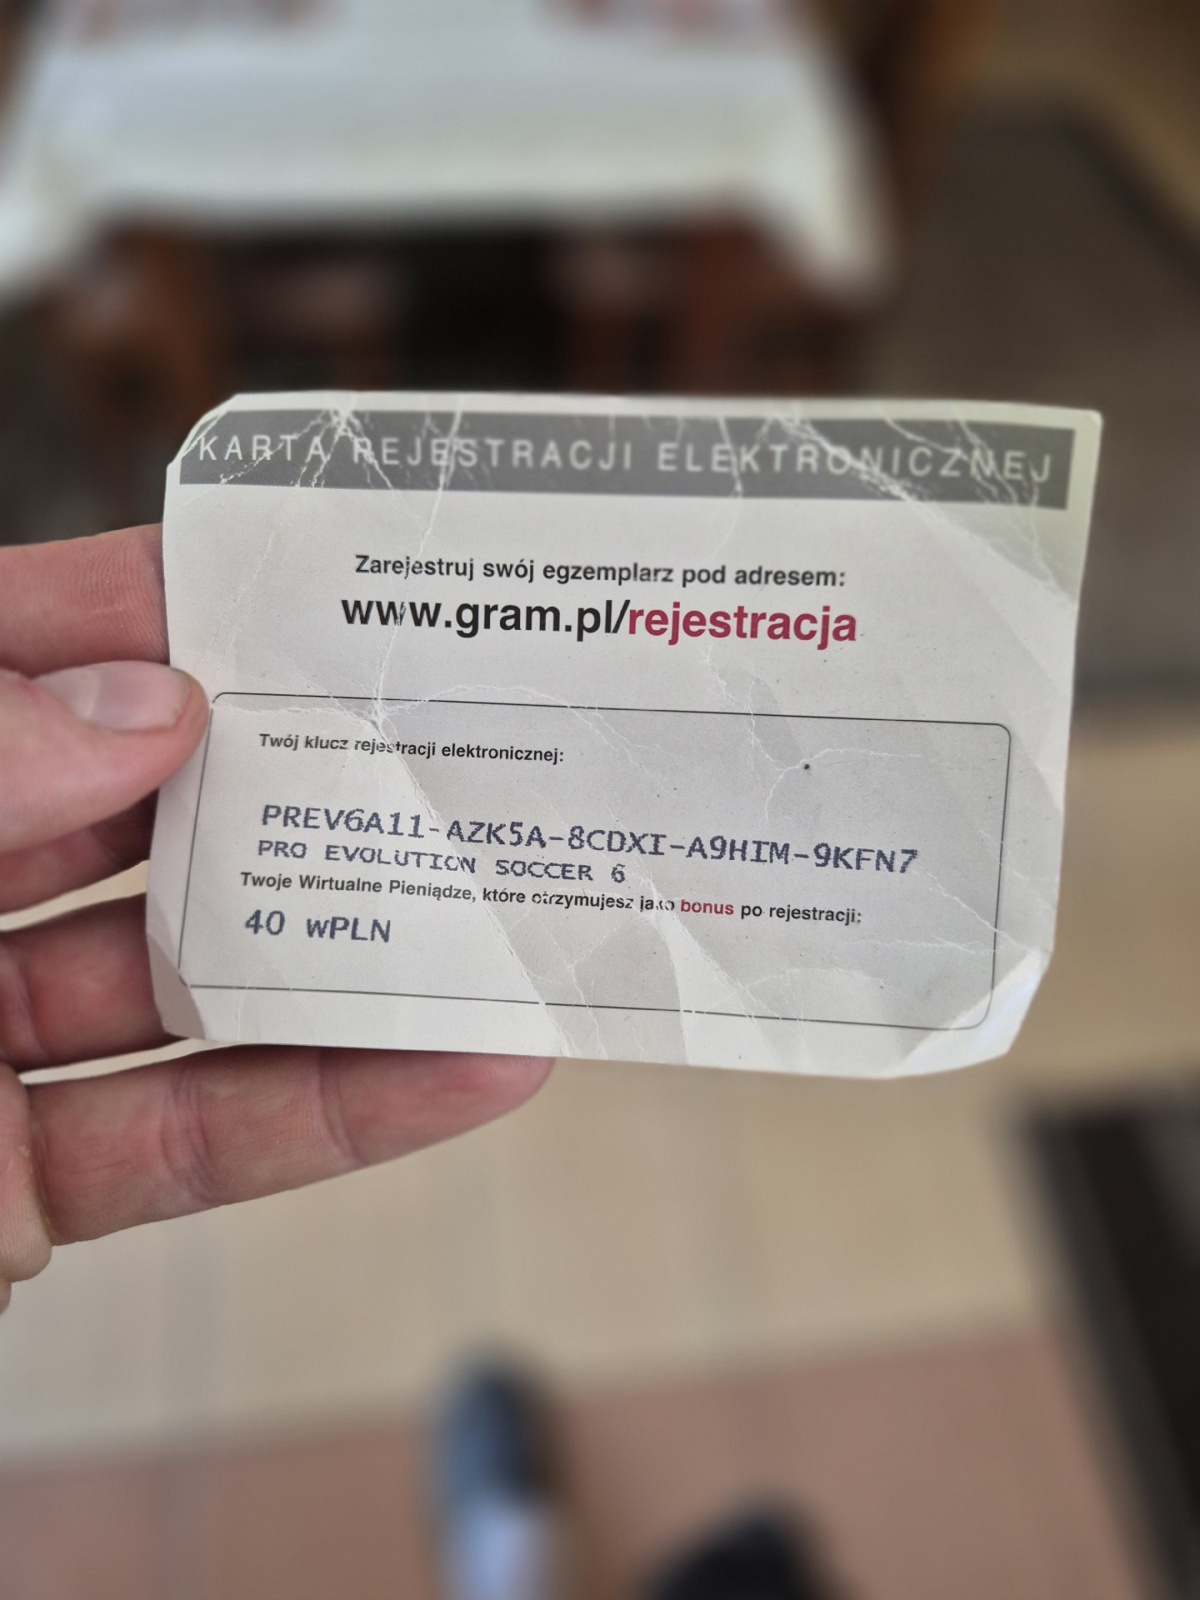 KARTA REJESTRACJI ELEKTRONICZNEJ
Zarejestruj swój egzemplarz pod adresem:
www.gram.pl/rejestracja
Twój klucz rejestracji elektronicznej:
PREV6A11-AZK5A-8CDXI-A9HIM-9KFN7
PRO EVOLUTION SOCCER 6
Twoje Wirtualne Pieniądze, które otrzymujesz jako bonus po rejestracji:
40 wPLN